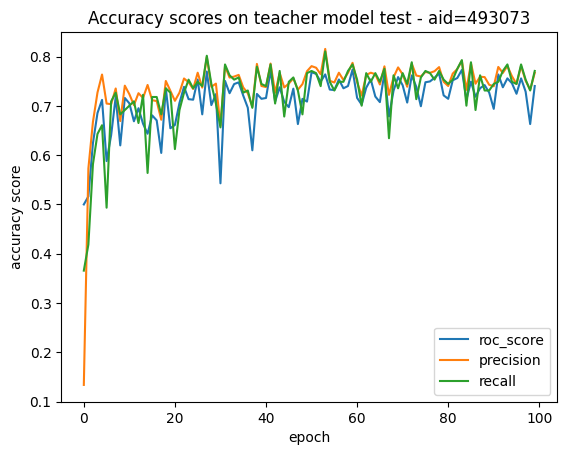 Accuracy scores on teacher model test - aid=493073
accuracy score
0.8
0.7
0.6
0.5
0.4
0.3
0.2
0.1
roc_score
precision
recall
0
20
40
60
80
100
epoch